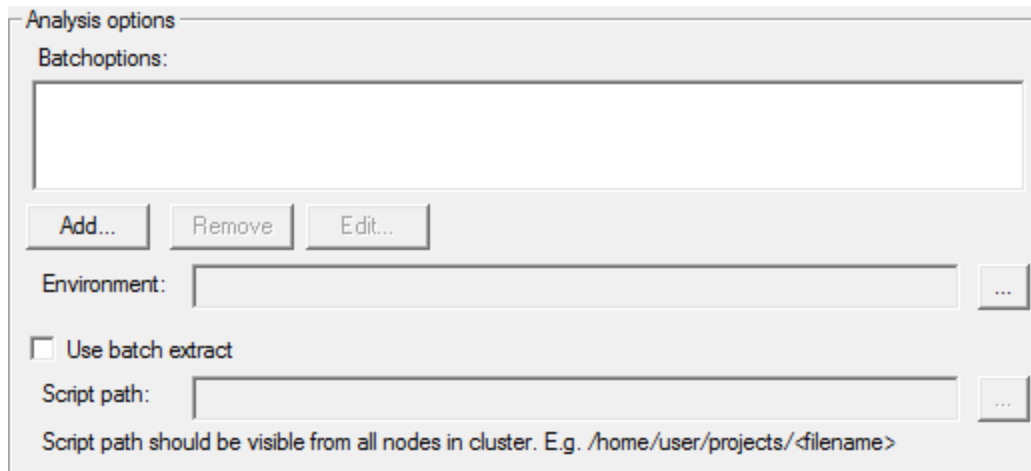 Analysis options
Batchoptions:
Add... Remove Edit...
Environment: ...
Use batch extract
Script path: ...
Script path should be visible from all nodes in cluster. E.g. /home/user/projects/<filename>